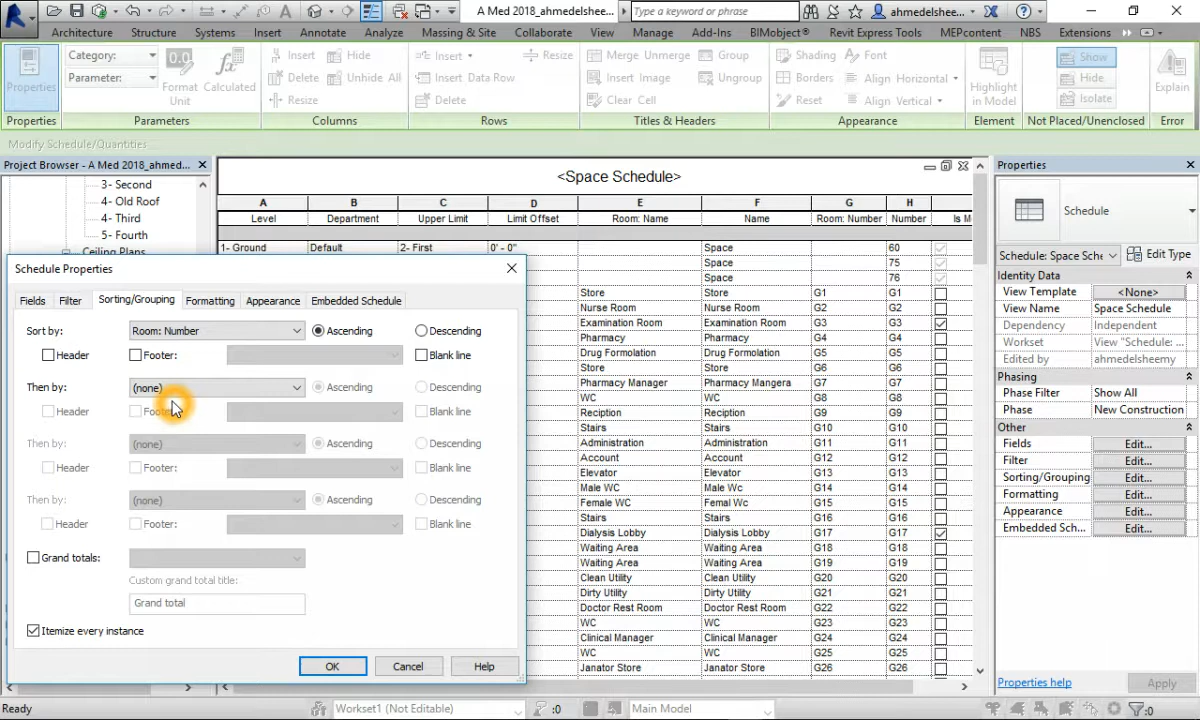 A Med 2018_ahmedelshee...
Type a keyword or phrase
ahmedelshee...
Architecture Structure Systems Insert Annotate Analyze Massing & Site Collaborate View Manage Add-Ins BIMobject® Revit Express Tools MEPcontent NBS Extensions
Category: Insert Hide Insert Resize Merge Unmerge Group Shading Font Show
Parameter: Delete Unhide All Insert Data Row Insert Image Ungroup Borders Align Horizontal Hide
Properties Format Unit Calculated Resize Delete Clear Cell Reset Align Vertical Highlight in Model Isolate Explain
Properties Parameters Columns Rows Titles & Headers Appearance Element Not Placed/Unenclosed Error
Modify Schedule/Quantities
Project Browser - A Med 2018_ahmed...
3- Second
4- Old Roof
4- Third
5- Fourth
Ceiling Plans
<Space Schedule>
A B C D E F G H
Level Department Upper Limit Limit Offset Room: Name Name Room: Number Number Is M
1- Ground Default 2- First 0' - 0" Space 60
Space 75
Space 76
Store Store G1 G1
Nurse Room Nurse Room G2 G2
Examination Room Examination Room G3 G3
Pharmacy Pharmacy G4 G4
Drug Formolation Drug Formolation G5 G5
Store Store G6 G6
Pharmacy Manager Pharmacy Mangera G7 G7
WC WC G8 G8
Reciption Reciption G9 G9
Stairs Stairs G10 G10
Administration Administration G11 G11
Account Account G12 G12
Elevator Elevator G13 G13
Male WC Male Wc G14 G14
Female WC Femal Wc G15 G15
Stairs Stairs G16 G16
Dialysis Lobby Dialysis Lobby G17 G17
Waiting Area Waiting Area G18 G18
Waiting Area Waiting Area G19 G19
Clean Utility Clean Utility G20 G20
Dirty Utility Dirty Utility G21 G21
Doctor Rest Room Doctor Rest Room G22 G22
WC WC G23 G23
Clinical Manager Clinical Manager G24 G24
WC WC G25 G25
Janator Store Janator Store G26 G26
Schedule Properties
Fields Filter Sorting/Grouping Formatting Appearance Embedded Schedule
Sort by: Room: Number Ascending Descending
Header Footer: Blank line
Then by: (none) Ascending Descending
Header Blank line
Then by: (none) Ascending Descending
Header Footer: Blank line
Then by: (none) Ascending Descending
Header Footer: Blank line
Grand totals:
Custom grand total title:
Grand total
Itemize every instance
OK Cancel Help
Properties
Schedule
Schedule: Space Sche Edit Type
Identity Data
View Template <None>
View Name Space Schedule
Dependency Independent
Workset View "Schedule: ...
Edited by ahmedelsheemy
Phasing
Phase Filter Show All
Phase New Construction
Other
Fields Edit...
Filter Edit...
Sorting/Grouping Edit...
Formatting Edit...
Appearance Edit...
Embedded Sch... Edit...
Properties help Apply
Ready Workset1 (Not Editable) :0 Main Model :0